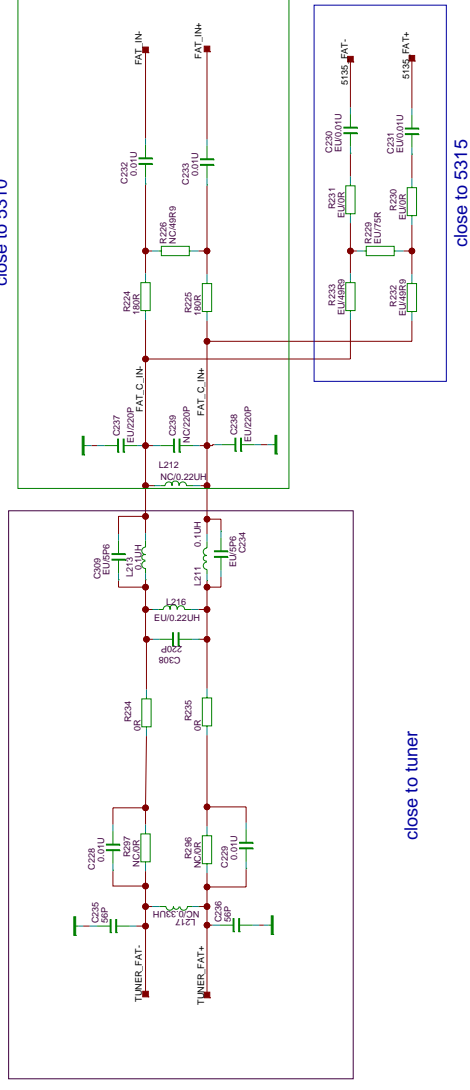 close to 5310
FAT_IN-
FAT_IN+
C232
0.01U
C233
0.01U
R226
NC/49R9
R224
180R
R225
180R
FAT_C_IN-
FAT_C_IN+
C237
EU/220P
C239
NC/220P
C238
EU/220P
L212
NC/0.22UH
5135_FAT-
5135_FAT+
C230
EU/0.01U
C231
EU/0.01U
R231
EU/0R
R230
EU/0R
R229
EU/75R
R233
EU/49R9
R232
EU/49R9
close to 5315
C309
EU/5P6
L213
0.1UH
L211
0.1UH
EU/5P6
C234
L216
EU/0.22UH
C308
220P
R234
0R
R235
0R
C228
0.01U
R297
NC/0R
R296
NC/0R
C229
0.01U
C235
56P
L217
NC/0.33UH
C236
56P
TUNER_FAT-
TUNER_FAT+
close to tuner